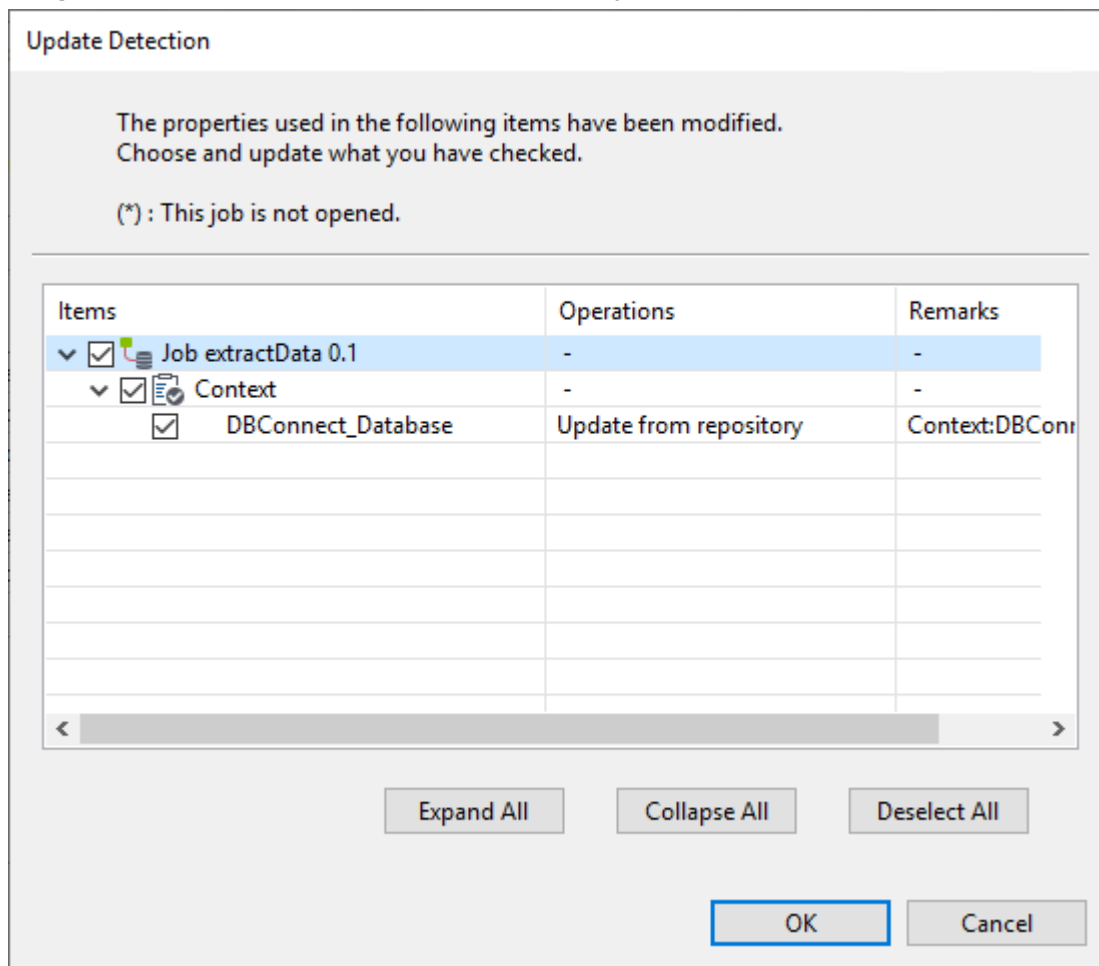 Update Detection
The properties used in the following items have been modified.
Choose and update what you have checked.
(*) : This job is not opened.
Items Operations Remarks
Job extractData 0.1 - -
Context - -
DBConnect_Database Update from repository Context:DBConn
Expand All Collapse All Deselect All
OK Cancel